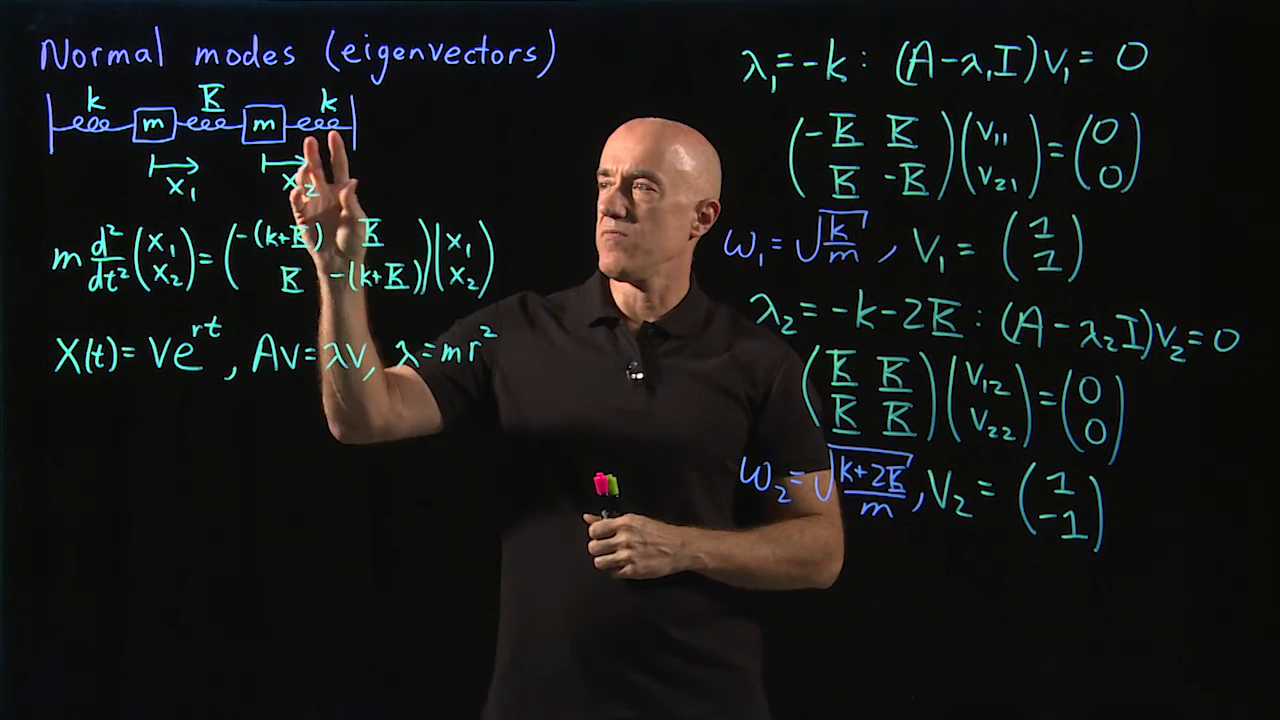 Normal modes (eigenvectors)
k K k
m m
x₁ x₂
m d²/dt² (x₁ x₂) = (-(k+K) K K -(k+K)) (x₁ x₂)
X(t) = Ve^rt, Av = λv, λ = mr²
λ₁ = -k : (A - λ₁I)v₁ = 0
(-K K K -K) (v₁₁ v₂₁) = (0 0)
ω₁ = √(k/m), V₁ = (1 1)
λ₂ = -k - 2K : (A - λ₂I)v₂ = 0
(K K K K) (v₁₂ v₂₂) = (0 0)
ω₂ = √((k+2K)/m), V₂ = (1 -1)